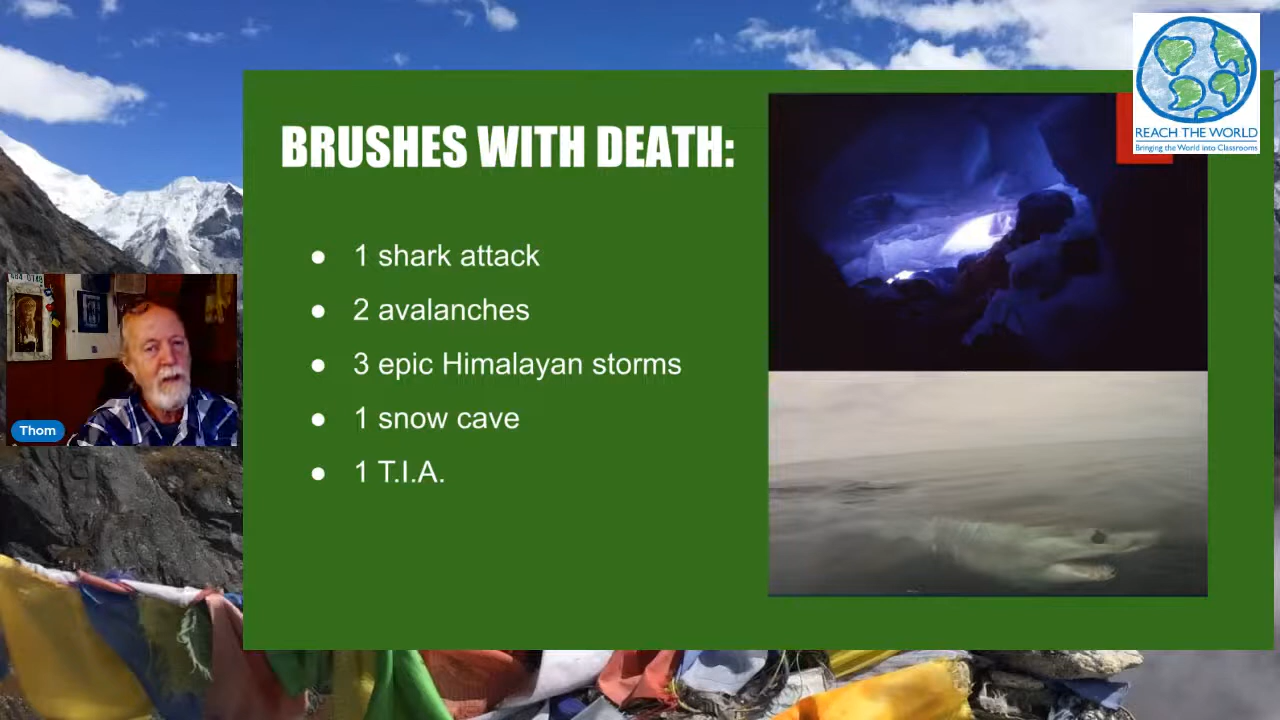 BRUSHES WITH DEATH:
● 1 shark attack
● 2 avalanches
● 3 epic Himalayan storms
● 1 snow cave
● 1 T.I.A.
REACH THE WORLD
Bringing the World into Classrooms
Thom